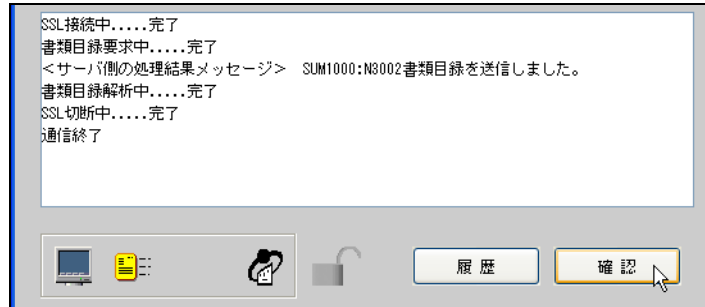 SSL接続中.....完了
書類目録要求中.....完了
＜サーバ側の処理結果メッセージ＞　SUM1000:N3002書類目録を送信しました。
書類目録解析中.....完了
SSL切断中.....完了
通信終了
履歴
確認